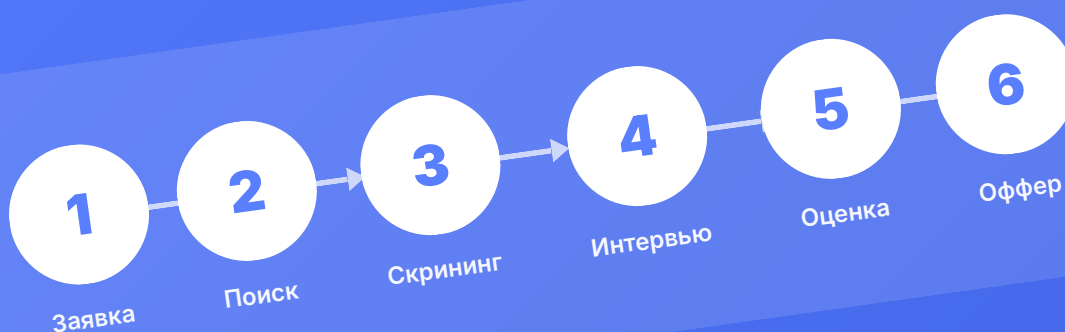 1
Заявка
2
Поиск
3
Скрининг
4
Интервью
5
Оценка
6
Оффер